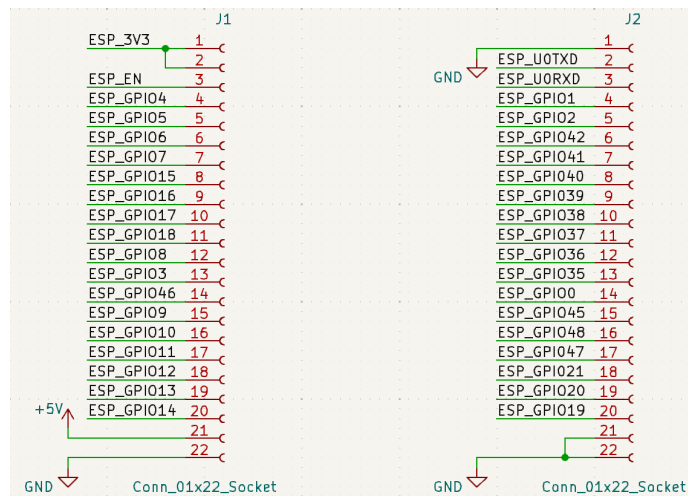 J1
ESP_3V3 1
2
ESP_EN 3
ESP_GPIO4 4
ESP_GPIO5 5
ESP_GPIO6 6
ESP_GPIO7 7
ESP_GPIO15 8
ESP_GPIO16 9
ESP_GPIO17 10
ESP_GPIO18 11
ESP_GPIO8 12
ESP_GPIO3 13
ESP_GPIO46 14
ESP_GPIO9 15
ESP_GPIO10 16
ESP_GPIO11 17
ESP_GPIO12 18
ESP_GPIO13 19
ESP_GPIO14 20
+5V
21
22
GND
Conn_01x22_Socket
J2
1
GND
ESP_U0TXD 2
ESP_U0RXD 3
ESP_GPIO1 4
ESP_GPIO2 5
ESP_GPIO42 6
ESP_GPIO41 7
ESP_GPIO40 8
ESP_GPIO39 9
ESP_GPIO38 10
ESP_GPIO37 11
ESP_GPIO36 12
ESP_GPIO35 13
ESP_GPIO0 14
ESP_GPIO45 15
ESP_GPIO48 16
ESP_GPIO47 17
ESP_GPIO21 18
ESP_GPIO20 19
ESP_GPIO19 20
21
22
GND
Conn_01x22_Socket